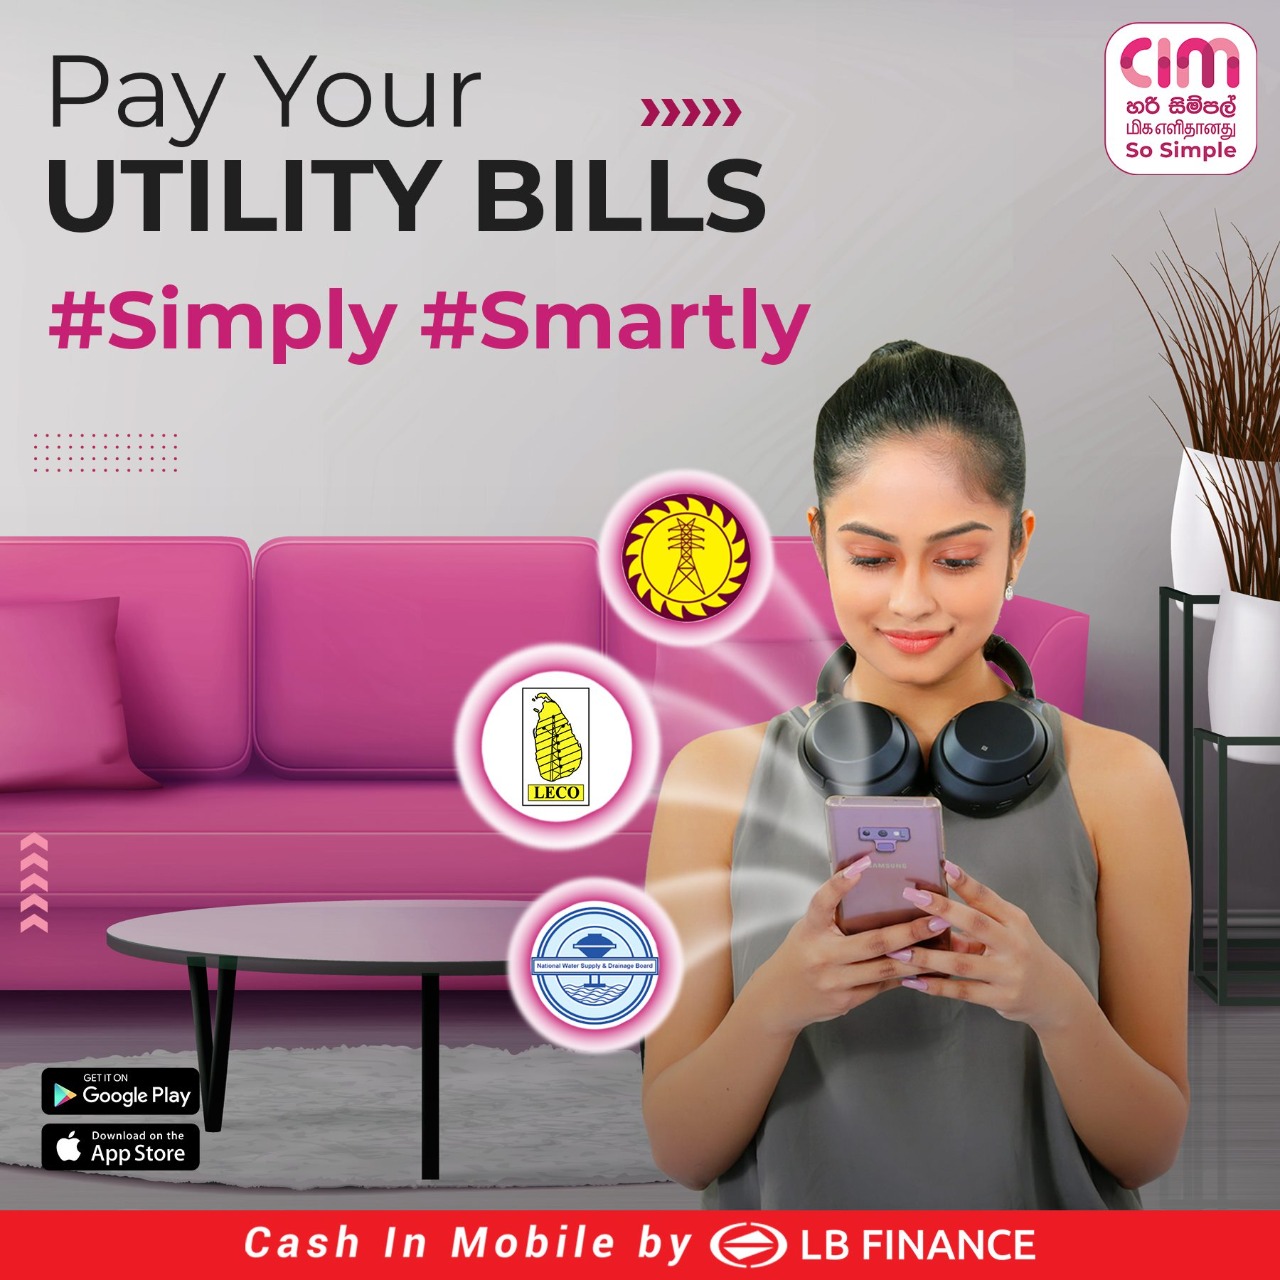 Pay Your
UTILITY BILLS
#Simply #Smartly
CIM
හරි සිම්පල්
மிக எளிதானது
So Simple
LECO
National Water Supply & Drainage Board
SAMSUNG
GET IT ON
Google Play
Download on the
App Store
Cash In Mobile by LB FINANCE